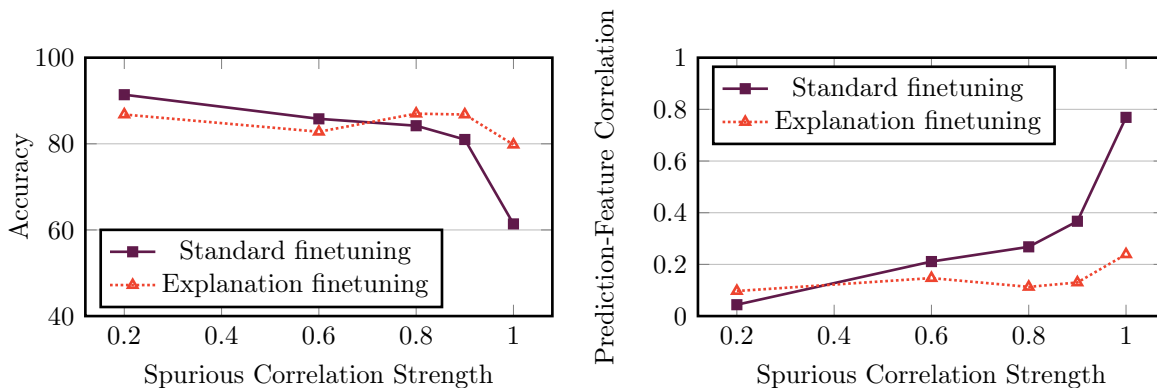 100
80
60
40
0.2
0.4
0.6
0.8
1
Accuracy
Spurious Correlation Strength
Standard finetuning
Explanation finetuning
1
0.8
0.6
0.4
0.2
0
0.2
0.4
0.6
0.8
1
Prediction-Feature Correlation
Spurious Correlation Strength
Standard finetuning
Explanation finetuning